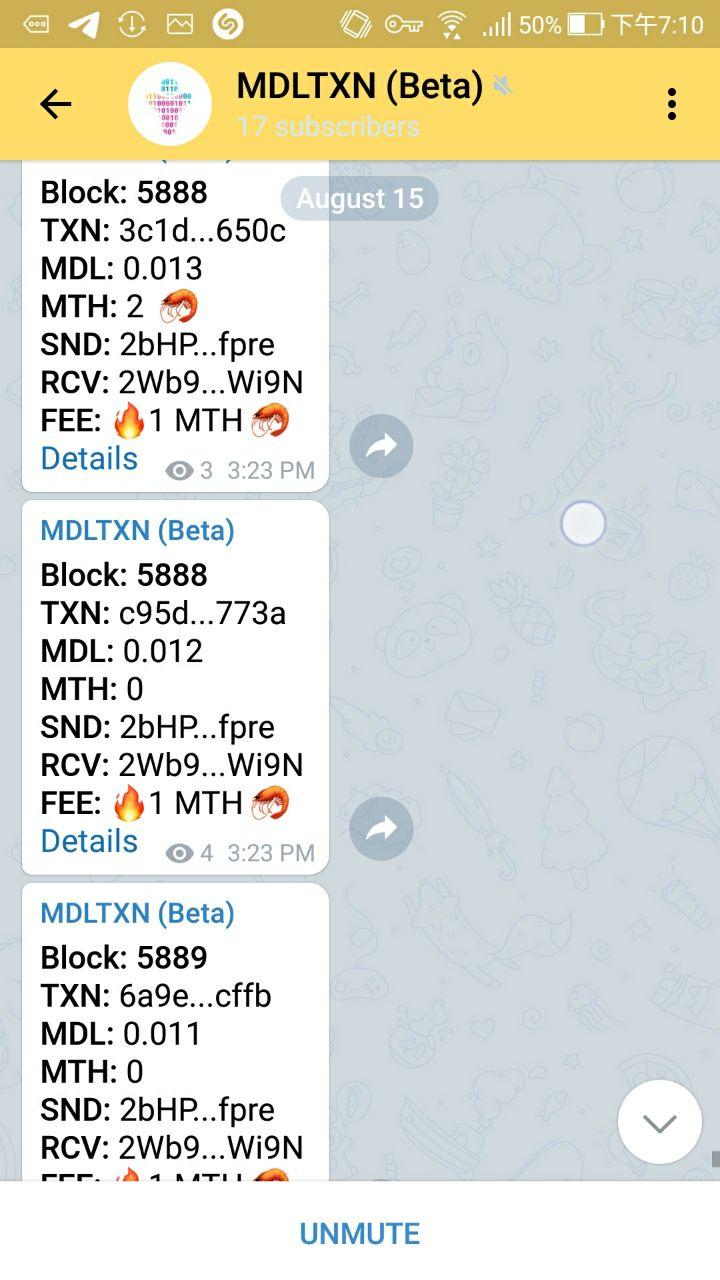 50% 下午7:10
MDLTXN (Beta)
17 subscribers
August 15
Block: 5888
TXN: 3c1d...650c
MDL: 0.013
MTH: 2 🦐
SND: 2bHP...fpre
RCV: 2Wb9...Wi9N
FEE: 🔥1 MTH 🦐
Details 3 3:23 PM
MDLTXN (Beta)
Block: 5888
TXN: c95d...773a
MDL: 0.012
MTH: 0
SND: 2bHP...fpre
RCV: 2Wb9...Wi9N
FEE: 🔥1 MTH 🦐
Details 4 3:23 PM
MDLTXN (Beta)
Block: 5889
TXN: 6a9e...cffb
MDL: 0.011
MTH: 0
SND: 2bHP...fpre
RCV: 2Wb9...Wi9N
FEE: 🔥1 MTH 🦐
UNMUTE